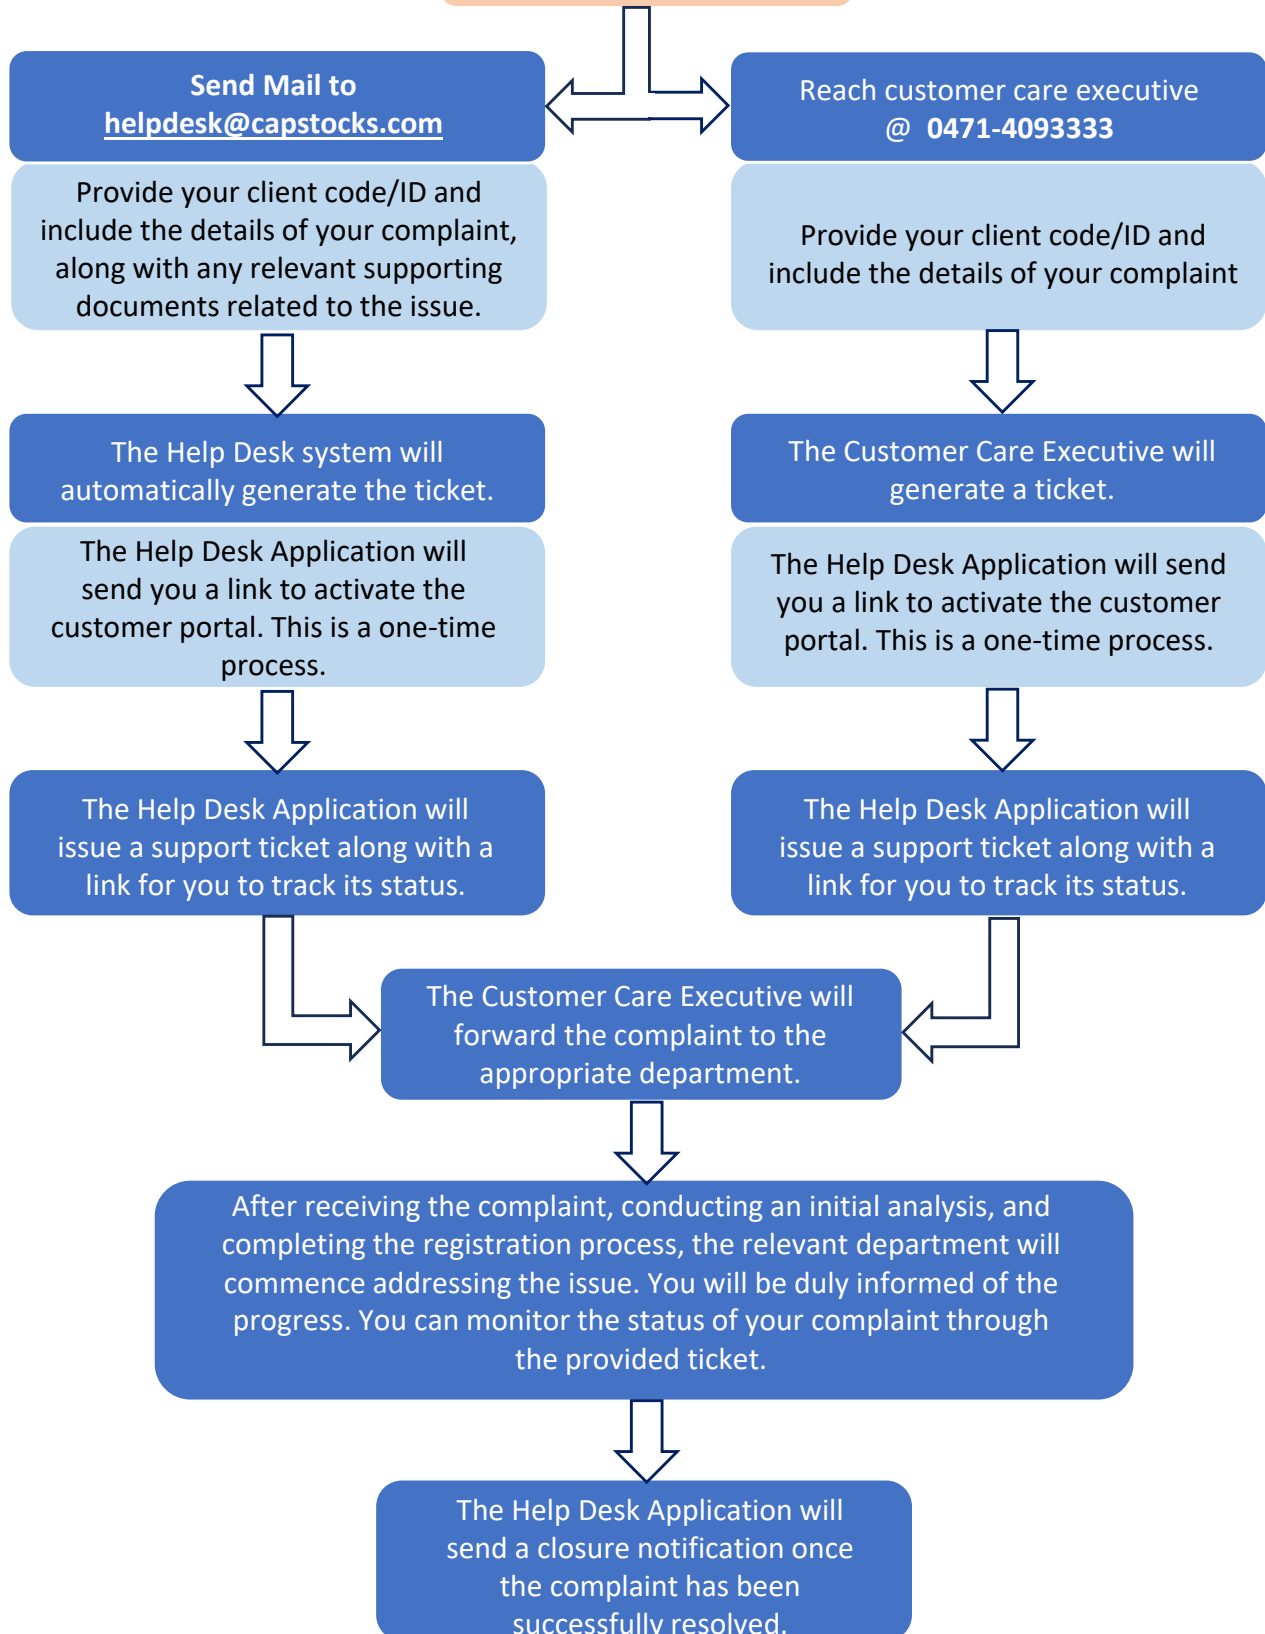 Send Mail to
helpdesk@capstocks.com
Provide your client code/ID and
include the details of your complaint,
along with any relevant supporting
documents related to the issue.
Reach customer care executive
@ 0471-4093333
Provide your client code/ID and
include the details of your complaint
The Help Desk system will
automatically generate the ticket.
The Help Desk Application will
send you a link to activate the
customer portal. This is a one-time
process.
The Customer Care Executive will
generate a ticket.
The Help Desk Application will send
you a link to activate the customer
portal. This is a one-time process.
The Help Desk Application will
issue a support ticket along with a
link for you to track its status.
The Help Desk Application will
issue a support ticket along with a
link for you to track its status.
The Customer Care Executive will
forward the complaint to the
appropriate department.
After receiving the complaint, conducting an initial analysis, and
completing the registration process, the relevant department will
commence addressing the issue. You will be duly informed of the
progress. You can monitor the status of your complaint through
the provided ticket.
The Help Desk Application will
send a closure notification once
the complaint has been
successfully resolved.